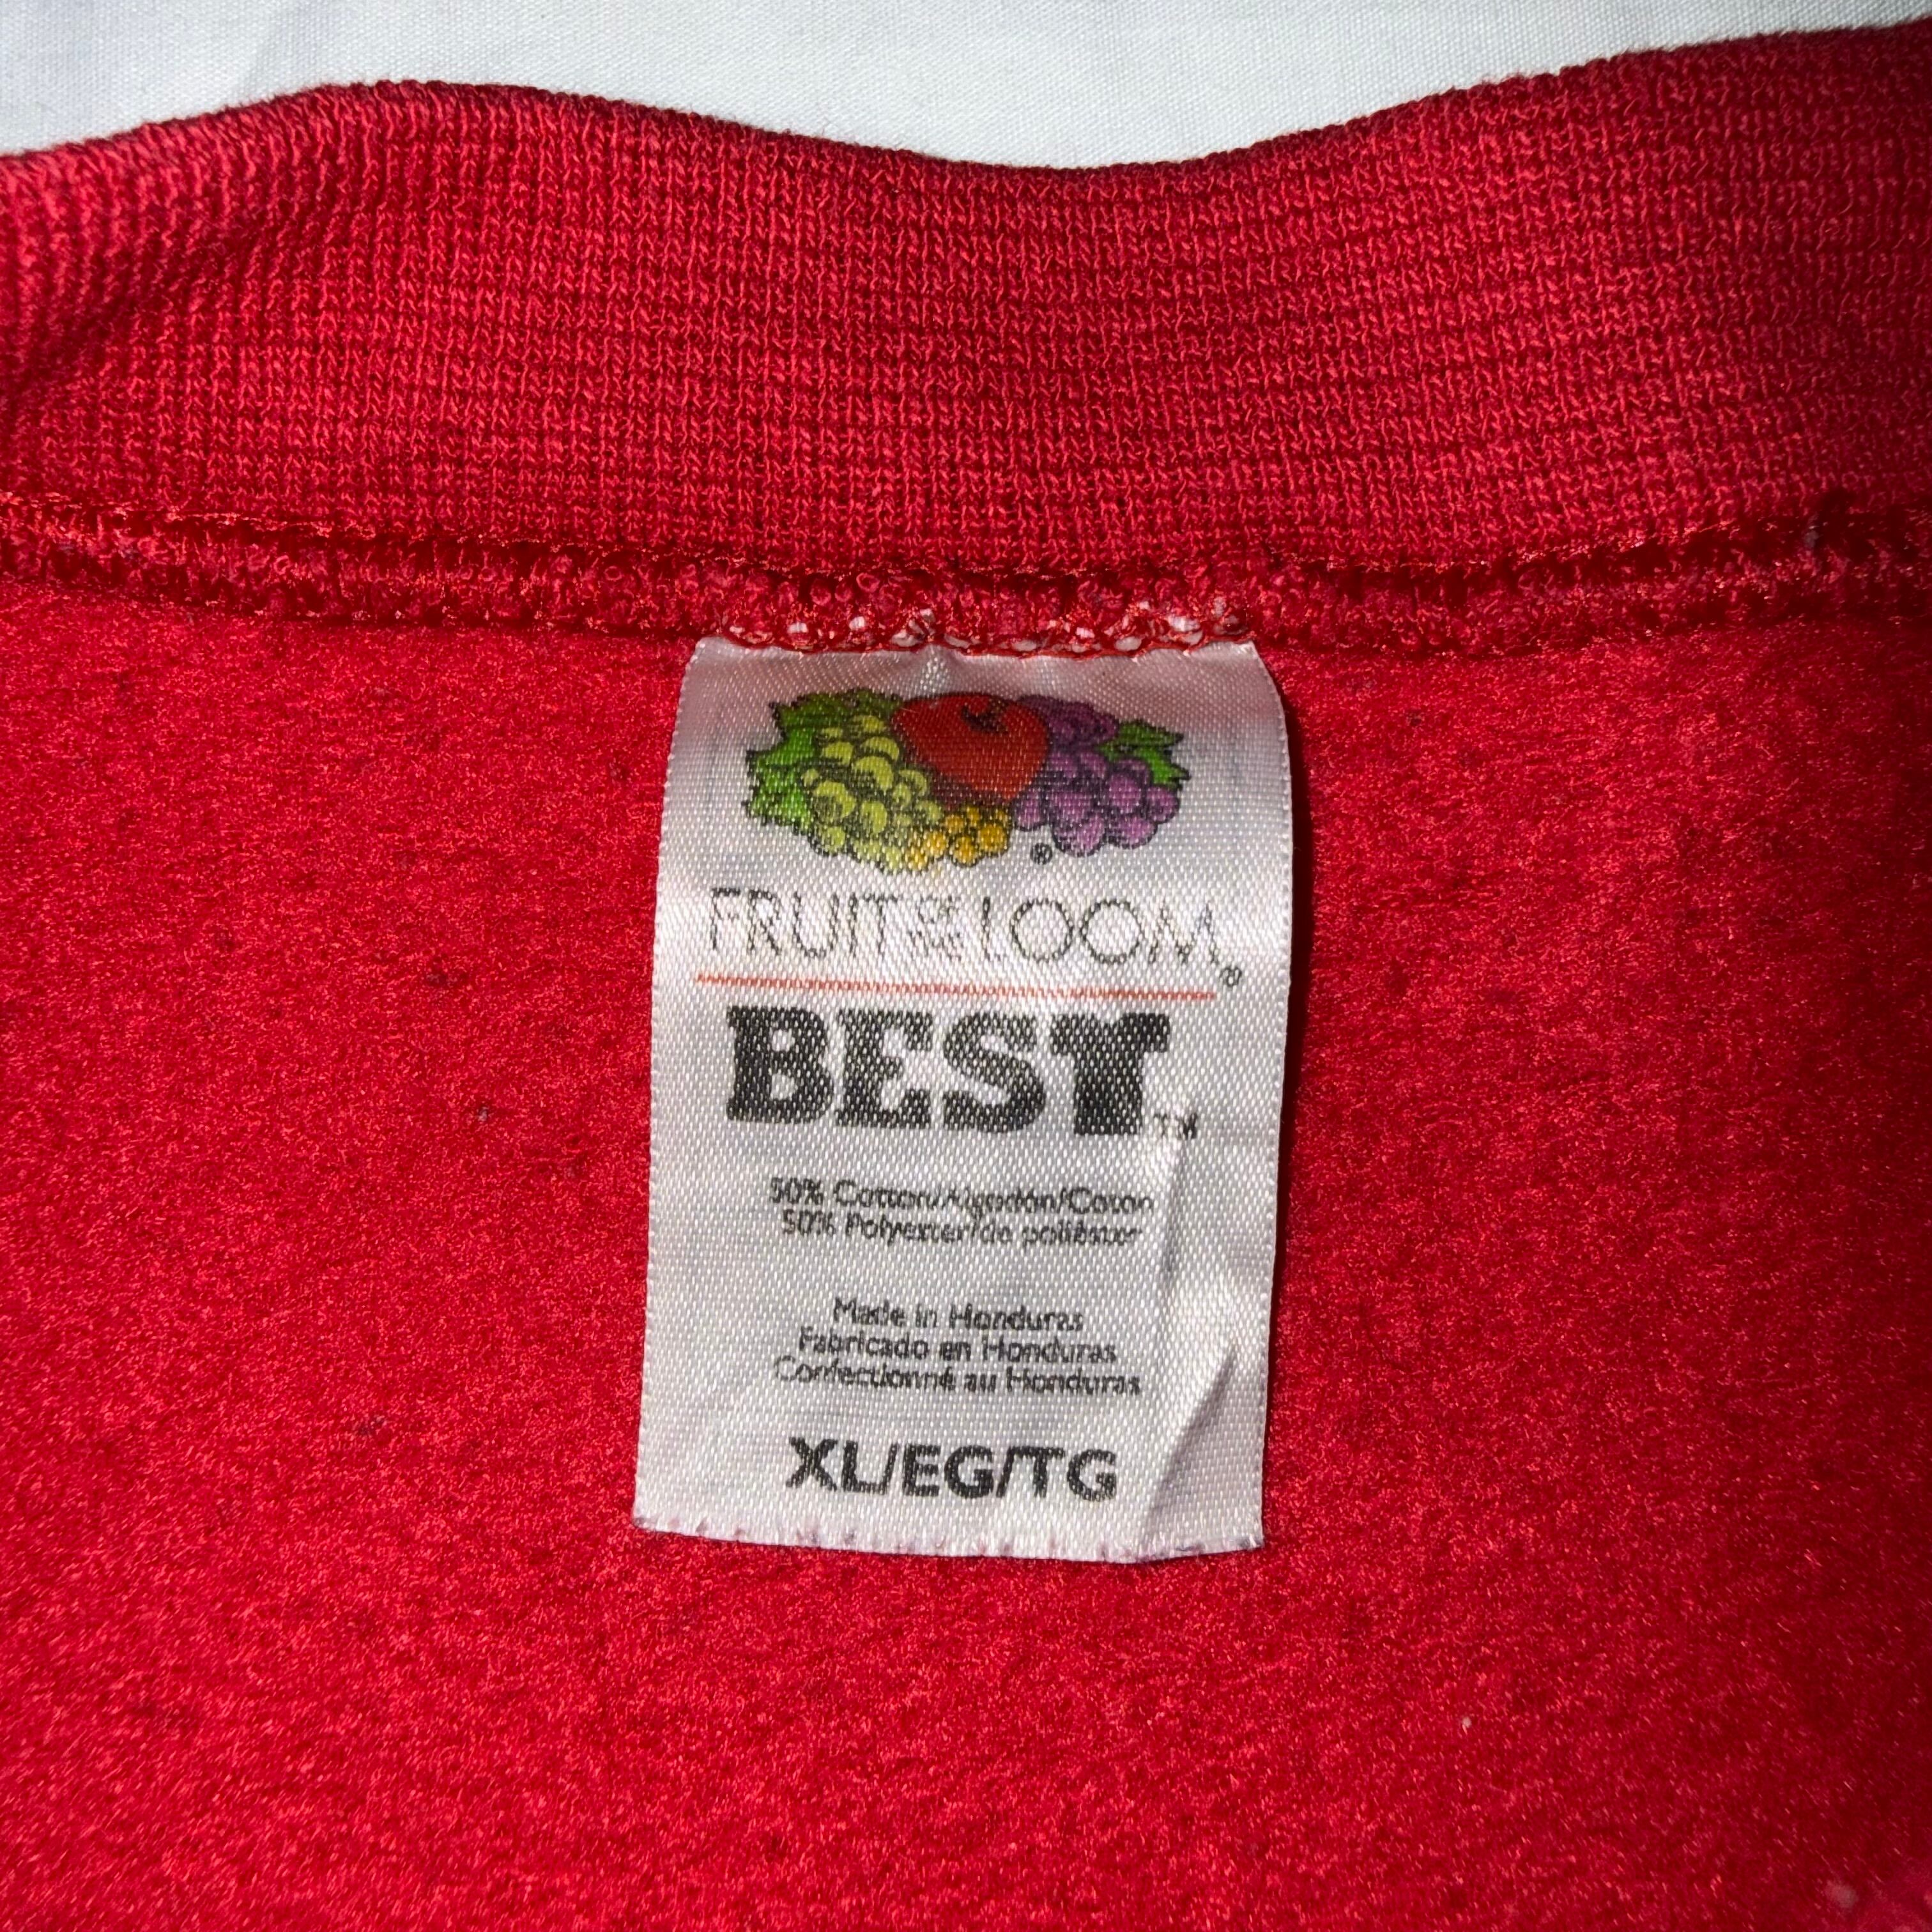 ®
FRUIT OF THE LOOM®
BEST™
50% Cotton/Algodón/Coton
50% Polyester/de poliéster
Made in Honduras
Fabricado en Honduras
Confectionné au Honduras
XL/EG/TG